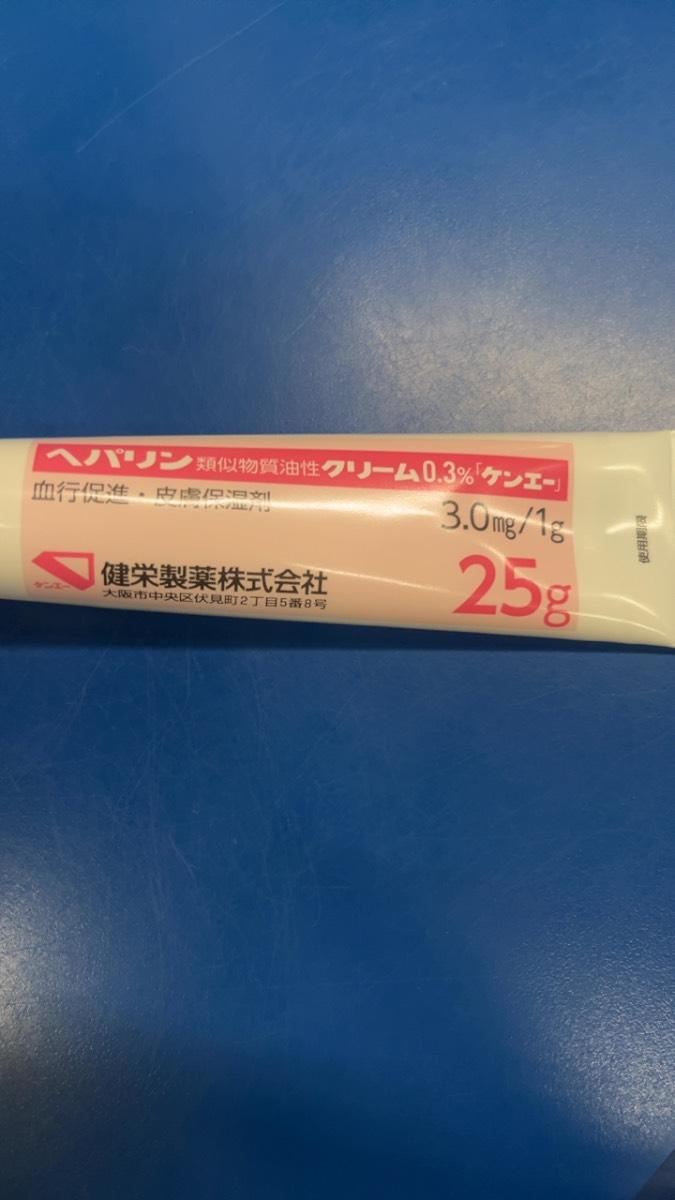 ヘパリン類似物質油性クリーム0.3%「ケンエー」
血行促進・皮膚保湿剤
3.0mg/1g
25g
ケンエー
健栄製薬株式会社
大阪市中央区伏見町2丁目5番8号
使用期限